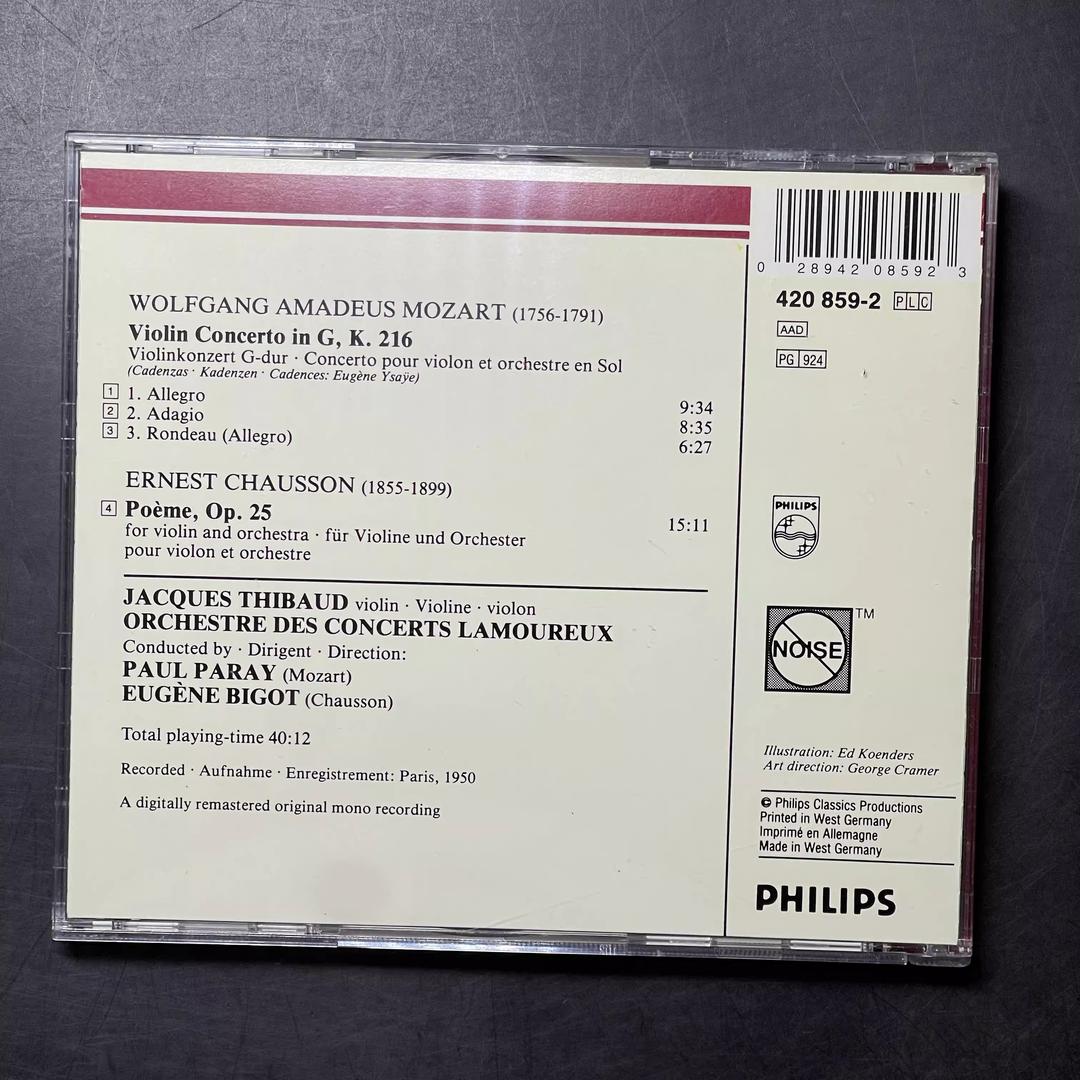 WOLFGANG AMADEUS MOZART (1756-1791)
Violin Concerto in G, K. 216
Violinkonzert G-dur · Concerto pour violon et orchestre en Sol
(Cadenzas · Kadenzen · Cadences: Eugène Ysaÿe)
1 1. Allegro 9:34
2 2. Adagio 8:35
3 3. Rondeau (Allegro) 6:27
ERNEST CHAUSSON (1855-1899)
4 Poème, Op. 25 15:11
for violin and orchestra · für Violine und Orchester
pour violon et orchestre
JACQUES THIBAUD violin · Violine · violon
ORCHESTRE DES CONCERTS LAMOUREUX
Conducted by · Dirigent · Direction:
PAUL PARAY (Mozart)
EUGÈNE BIGOT (Chausson)
Total playing-time 40:12
Recorded · Aufnahme · Enregistrement: Paris, 1950
A digitally remastered original mono recording
0 28942 08592 3
420 859-2 PLC
AAD
PG 924
PHILIPS
NOISE TM
Illustration: Ed Koenders
Art direction: George Cramer
© Philips Classics Productions
Printed in West Germany
Imprimé en Allemagne
Made in West Germany
PHILIPS